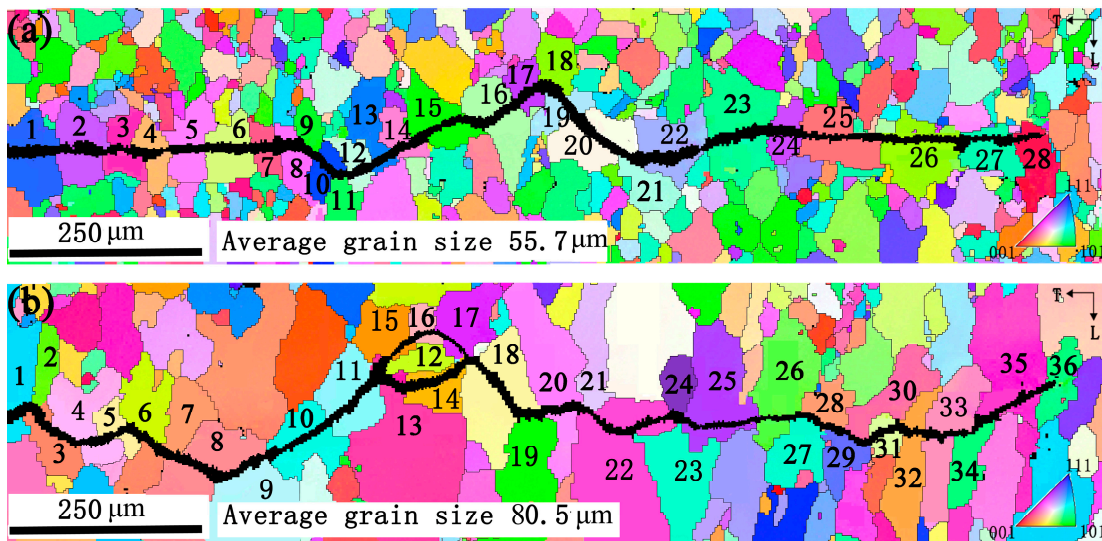 (a)
T
L
1 2 3 4 5 6 7 8 9 10 11 12 13 14 15 16 17 18 19 20 21 22 23 24 25 26 27 28
111
001 101
250 μm
Average grain size 55.7 μm
(b)
T
L
1 2 3 4 5 6 7 8 9 10 11 12 13 14 15 16 17 18 19 20 21 22 23 24 25 26 27 28 29 30 31 32 33 34 35 36
111
001 101
250 μm
Average grain size 80.5 μm